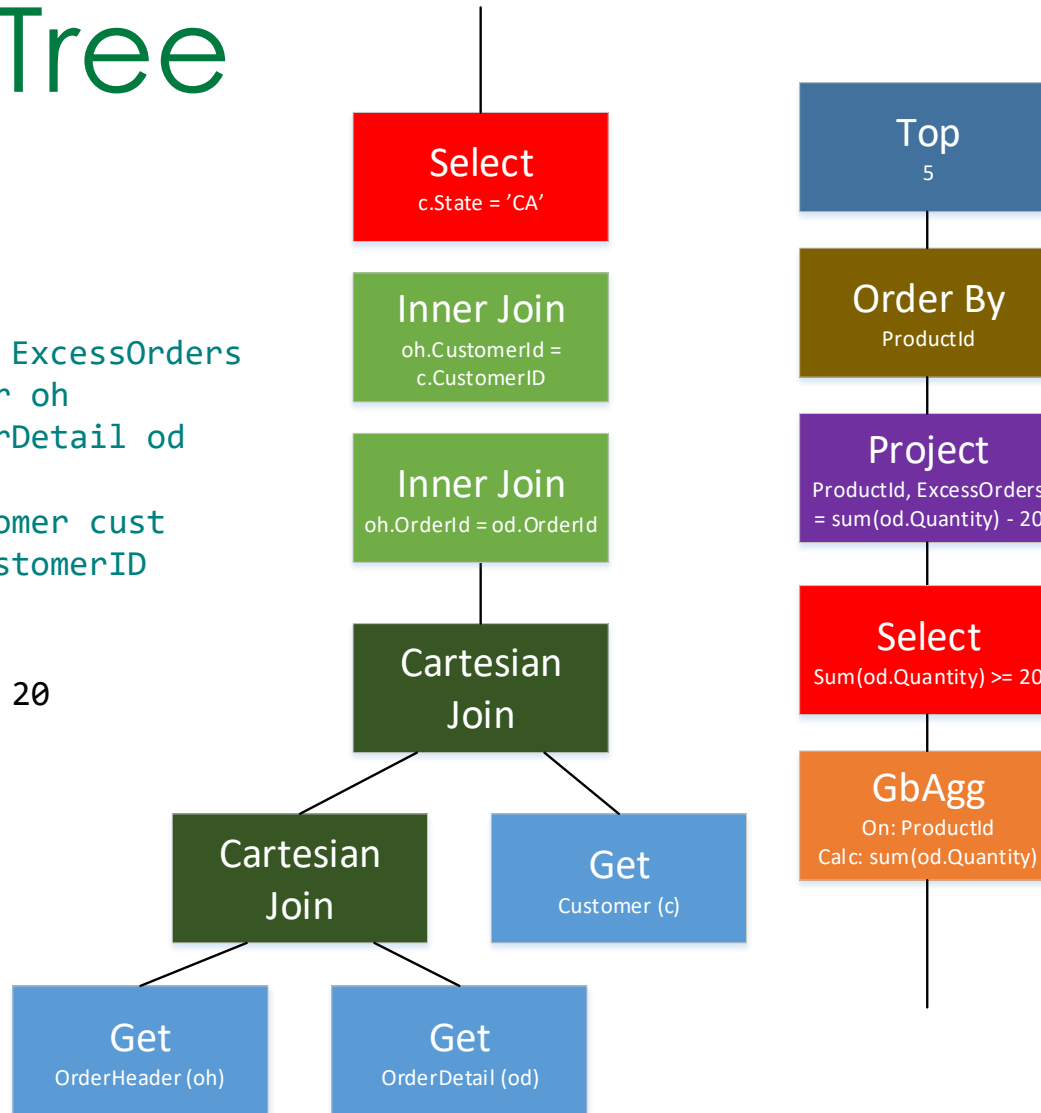 Tree
ExcessOrders
r oh
rDetail od
omer cust
stomerID
20
Select
c.State = ’CA’
Inner Join
oh.CustomerId =
c.CustomerID
Inner Join
oh.OrderId = od.OrderId
Cartesian
Join
Cartesian
Join
Get
Customer (c)
Get
OrderHeader (oh)
Get
OrderDetail (od)
Top
5
Order By
ProductId
Project
ProductId, ExcessOrders
= sum(od.Quantity) - 20
Select
Sum(od.Quantity) >= 20
GbAgg
On: ProductId
Calc: sum(od.Quantity)